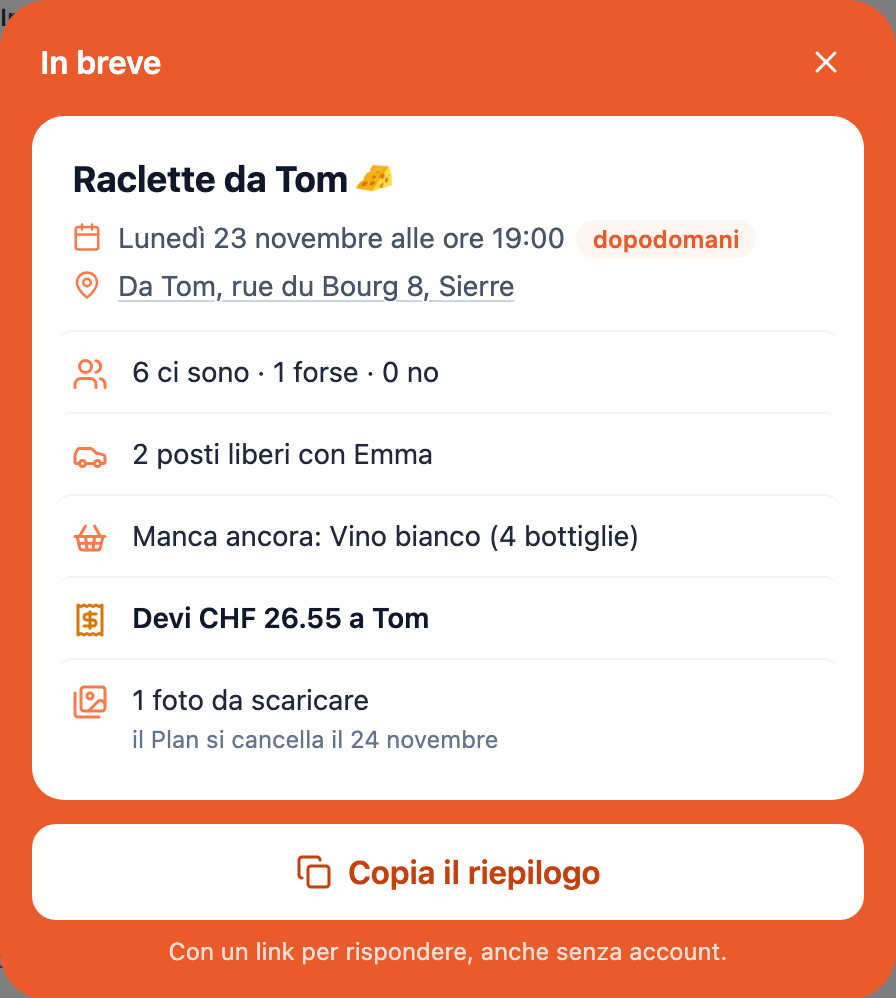 In breve
Raclette da Tom 🧀
Lunedì 23 novembre alle ore 19:00 dopodomani
Da Tom, rue du Bourg 8, Sierre
6 ci sono · 1 forse · 0 no
2 posti liberi con Emma
Manca ancora: Vino bianco (4 bottiglie)
Devi CHF 26.55 a Tom
1 foto da scaricare
il Plan si cancella il 24 novembre
Copia il riepilogo
Con un link per rispondere, anche senza account.